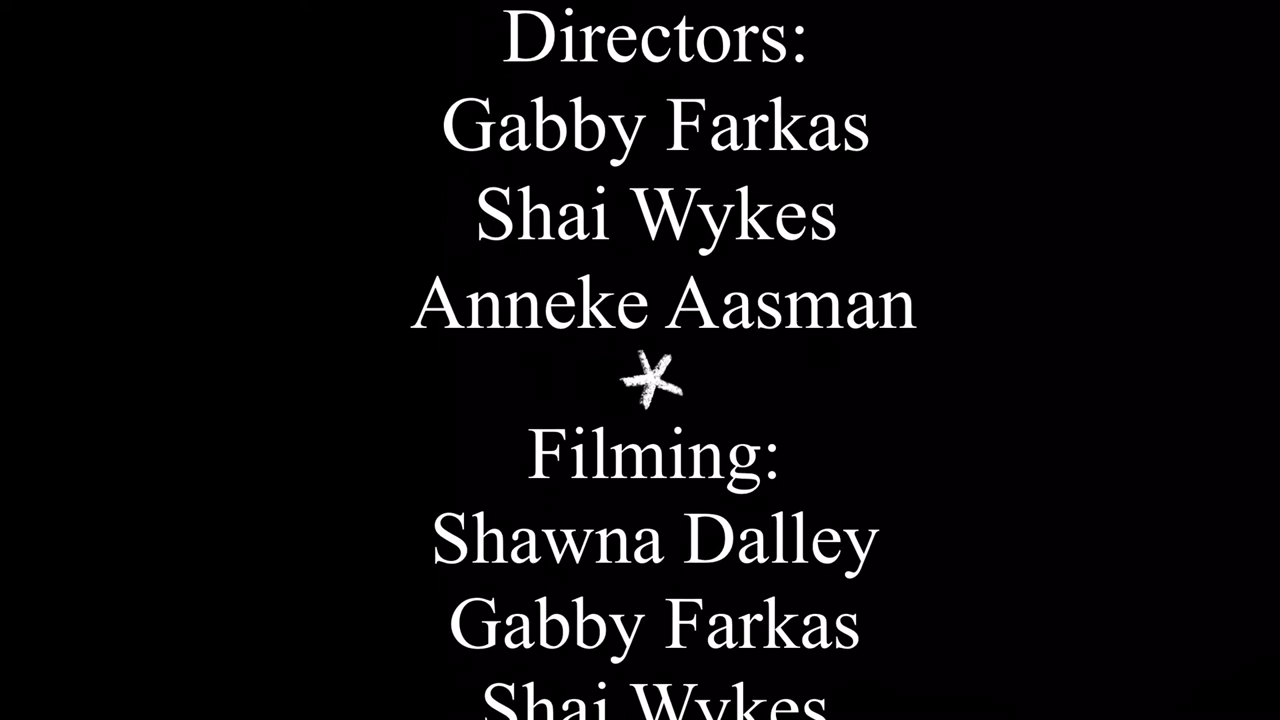 Directors:
Gabby Farkas
Shai Wykes
Anneke Aasman
Filming:
Shawna Dalley
Gabby Farkas
Shai Wykes